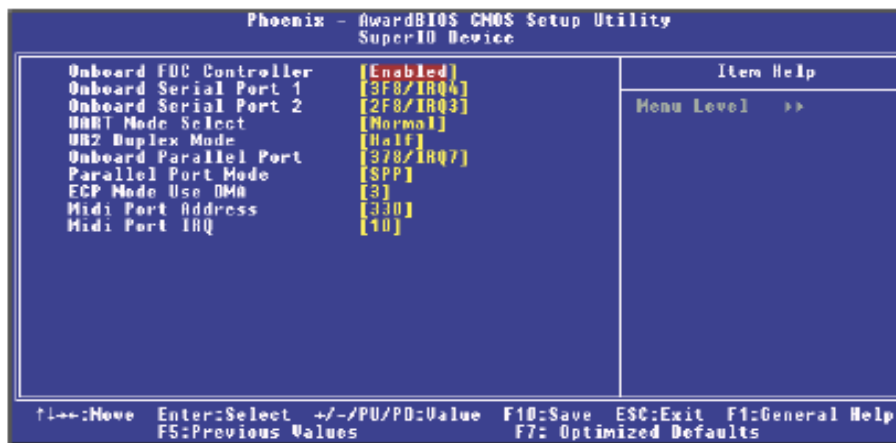 Phoenix - AwardBIOS CMOS Setup Utility
SuperIO Device
Onboard FDC Controller [Enabled]
Onboard Serial Port 1 [3F8/IRQ4]
Onboard Serial Port 2 [2F8/IRQ3]
UART Mode Select [Normal]
UR2 Duplex Mode [Half]
Onboard Parallel Port [378/IRQ7]
Parallel Port Mode [SPP]
ECP Mode Use DMA [3]
Midi Port Address [330]
Midi Port IRQ [10]
Item Help
Menu Level ►►
↑↓→←:Move Enter:Select +/-/PU/PD:Value F10:Save ESC:Exit F1:General Help
F5:Previous Values F7: Optimized Defaults